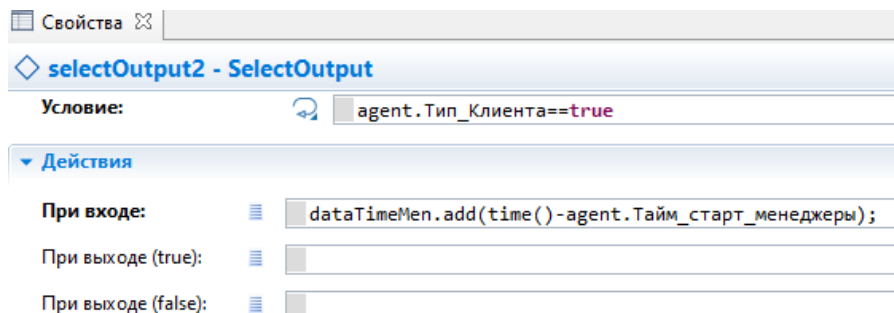 Свойства
selectOutput2 - SelectOutput
Условие: agent.Тип_Клиента==true
Действия
При входе: dataTimeMen.add(time()-agent.Тайм_старт_менеджеры);
При выходе (true):
При выходе (false):